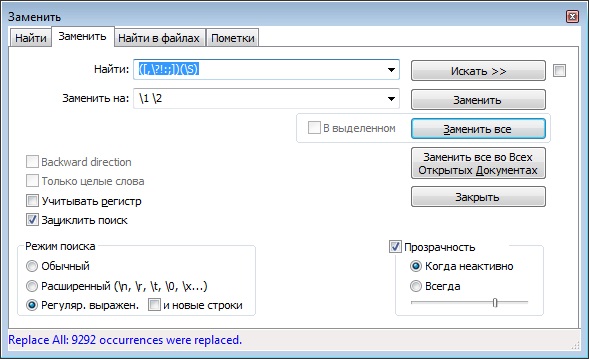 Заменить
Найти Заменить Найти в файлах Пометки
Найти: ([,\?!:;])(\S) Искать >>
Заменить на: \1 \2 Заменить
В выделенном Заменить все
Заменить все во Всех
Открытых Документах
Backward direction
Только целые слова
Учитывать регистр Закрыть
Зациклить поиск
Режим поиска Прозрачность
Обычный Когда неактивно
Расширенный (\n, \r, \t, \0, \x...) Всегда
Регуляр. выражен. и новые строки
Replace All: 9292 occurrences were replaced.